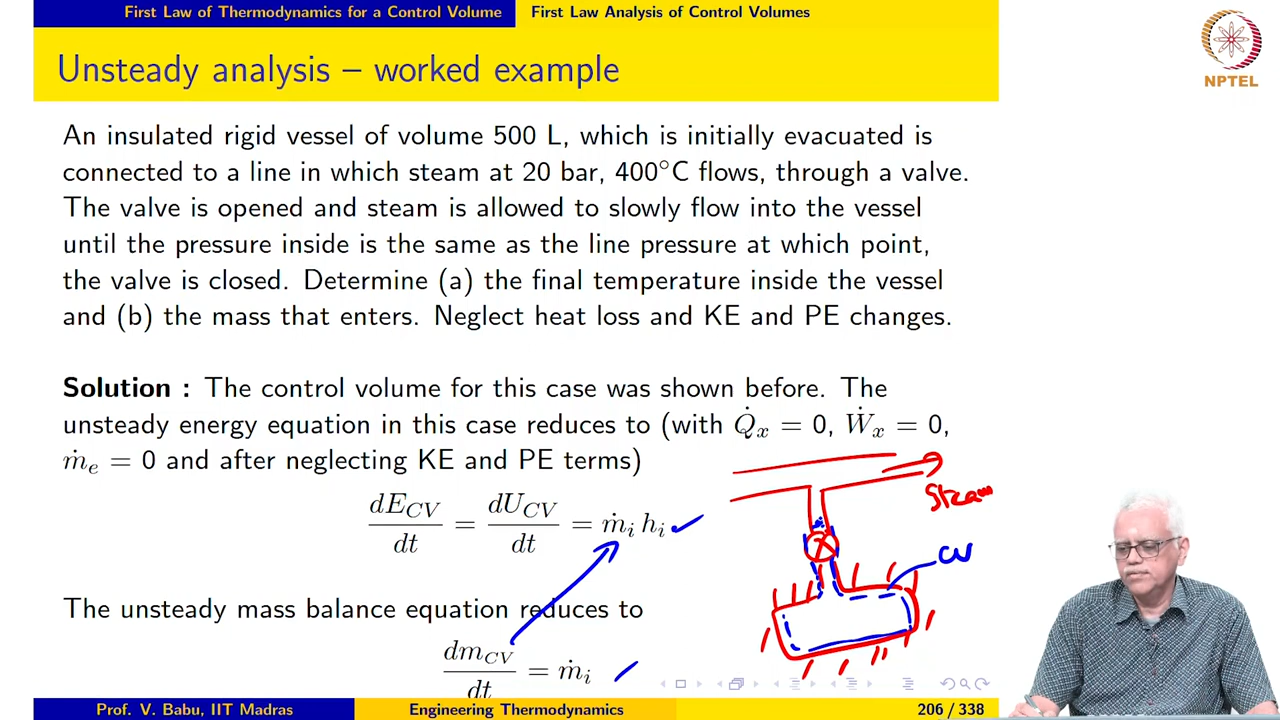 First Law of Thermodynamics for a Control Volume First Law Analysis of Control Volumes
Unsteady analysis – worked example
NPTEL
An insulated rigid vessel of volume 500 L, which is initially evacuated is
connected to a line in which steam at 20 bar, 400°C flows, through a valve.
The valve is opened and steam is allowed to slowly flow into the vessel
until the pressure inside is the same as the line pressure at which point,
the valve is closed. Determine (a) the final temperature inside the vessel
and (b) the mass that enters. Neglect heat loss and KE and PE changes.
Solution : The control volume for this case was shown before. The
unsteady energy equation in this case reduces to (with Q̇ₓ = 0, Ẇₓ = 0,
ṁₑ = 0 and after neglecting KE and PE terms)
Steam
dE_CV/dt = dU_CV/dt = ṁᵢ hᵢ
CV
The unsteady mass balance equation reduces to
dm_CV/dt = ṁᵢ
Prof. V. Babu, IIT Madras Engineering Thermodynamics 206 / 338